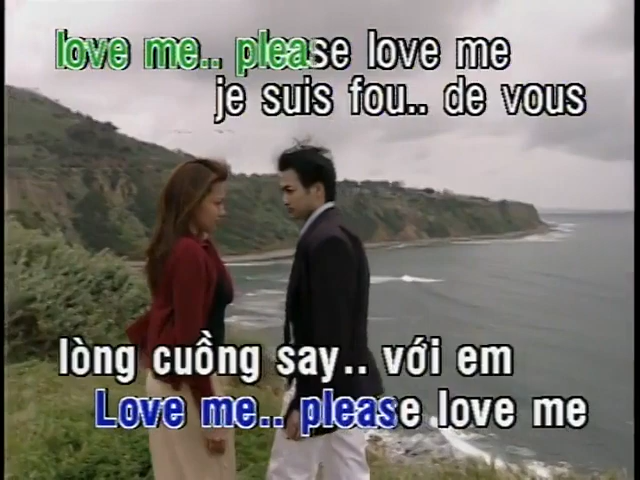 love me.. please love me
je suis fou.. de vous
lòng cuồng say.. với em
Love me.. please love me